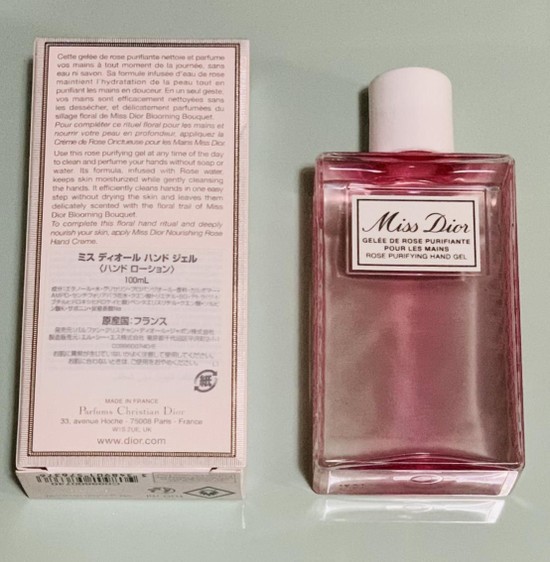 Cette gelée de rose purifiante nettoie et parfume
vos mains à tout moment de la journée, sans
eau ni savon. Sa formule infusée d'eau de rose
maintient l'hydratation de la peau tout en
purifiant les mains en douceur. En un seul geste,
vos mains sont efficacement nettoyées sans
les dessécher, et délicatement parfumées du
sillage floral de Miss Dior Blooming Bouquet.
Pour compléter ce rituel floral pour les mains et
nourrir votre peau en profondeur, appliquez la
Crème de Rose Onctueuse pour les Mains Miss Dior.
Use this rose purifying gel at any time of the day
to clean and perfume your hands without soap or
water. Its formula, infused with Rose water,
keeps skin moisturized while gently cleansing
the hands. It efficiently cleans hands in one easy
step without drying the skin and leaves them
delicately scented with the floral trail of Miss
Dior Blooming Bouquet.
To complete this floral hand ritual and deeply
nourish your skin, apply Miss Dior Nourishing Rose
Hand Creme.
ミス ディオール ハンド ジェル
〈ハンド ローション〉
100mL
原産国：フランス
紙
MADE IN FRANCE
Parfums Christian Dior
33, avenue Hoche - 75008 Paris - France
W1S 7UE, UK
www.dior.com
Miss Dior
GELÉE DE ROSE PURIFIANTE
POUR LES MAINS
ROSE PURIFYING HAND GEL